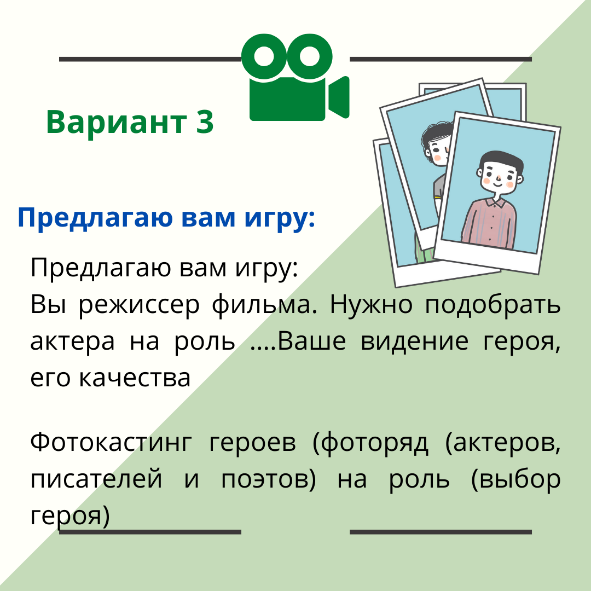 Вариант 3
Предлагаю вам игру:
Предлагаю вам игру:
Вы режиссер фильма. Нужно подобрать
актера на роль ....Ваше видение героя,
его качества
Фотокастинг героев (фоторяд (актеров,
писателей и поэтов) на роль (выбор
героя)